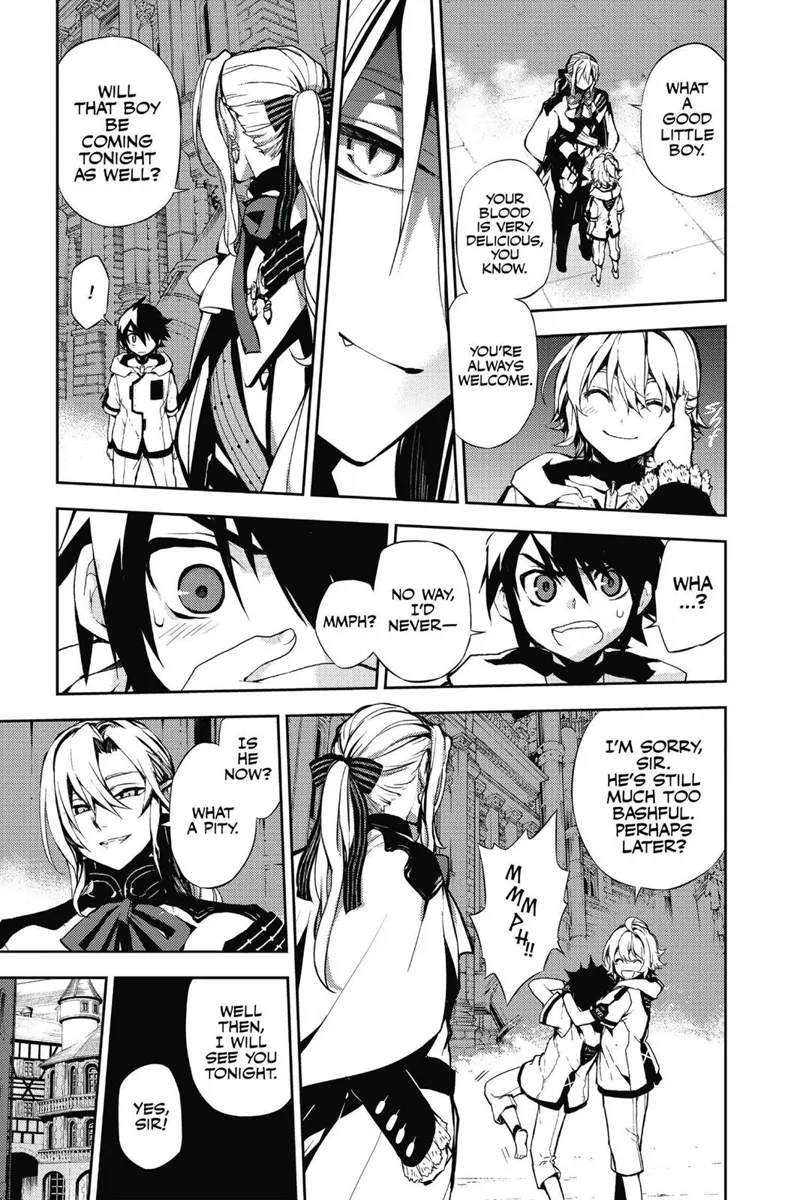 WHAT
A
GOOD
LITTLE
BOY.
YOUR
BLOOD
IS VERY
DELICIOUS,
YOU
KNOW.
YOU'RE
ALWAYS
WELCOME.
WILL
THAT BOY
BE
COMING
TONIGHT
AS WELL?
!
WHA
...?
NO WAY,
I'D
NEVER—
MMPH?
I'M SORRY,
SIR.
HE'S STILL
MUCH TOO
BASHFUL.
PERHAPS
LATER?
MMMPH!!
IS
HE
NOW?
WHAT
A PITY.
WELL
THEN,
I WILL
SEE YOU
TONIGHT.
YES,
SIR!